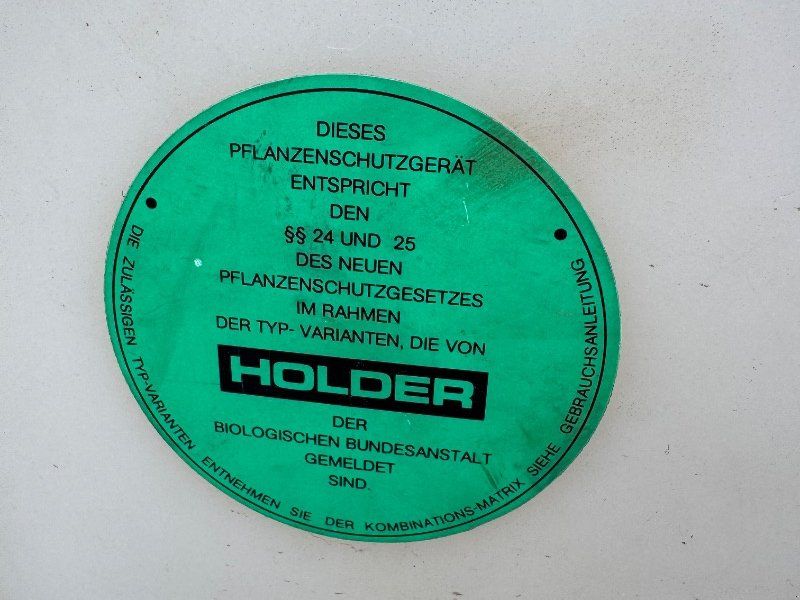 DIESES
PFLANZENSCHUTZGERÄT
ENTSPRICHT
DEN
§§ 24 UND 25
DES NEUEN
PFLANZENSCHUTZGESETZES
IM RAHMEN
DER TYP- VARIANTEN, DIE VON
HOLDER
DER
BIOLOGISCHEN BUNDESANSTALT
GEMELDET
SIND.
DIE ZULÄSSIGEN TYP-VARIANTEN ENTNEHMEN SIE DER KOMBINATIONS-MATRIX SIEHE GEBRAUCHSANLEITUNG